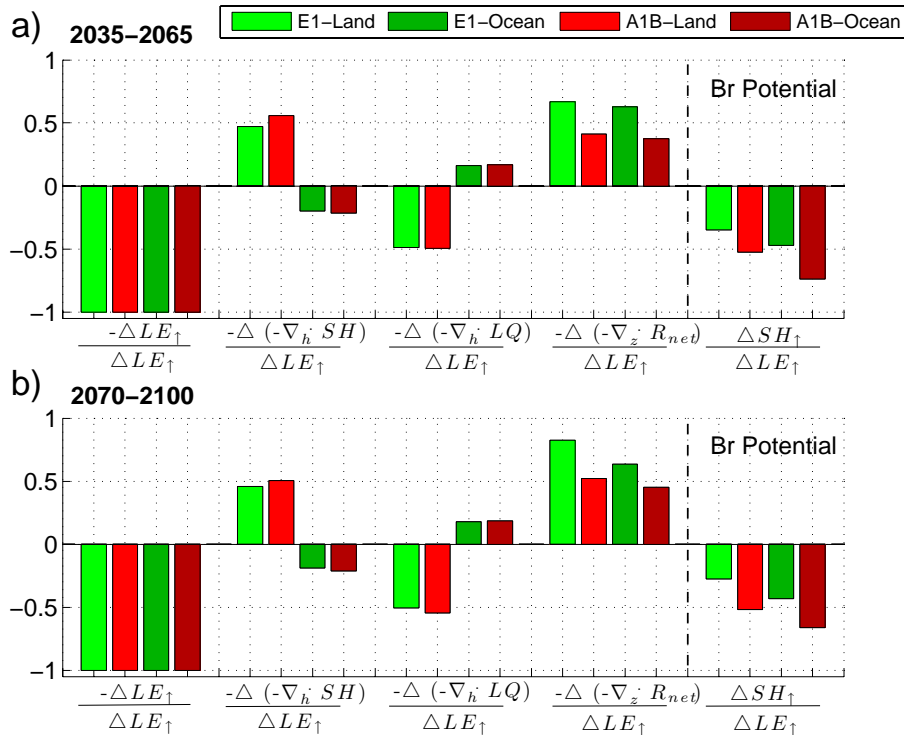 E1−Land E1−Ocean A1B−Land A1B−Ocean
a) 2035−2065
1
0.5
0
−0.5
−1
Br Potential
-△LE↑ / △LE↑
-△ (-∇h· SH) / △LE↑
-△ (-∇h· LQ) / △LE↑
-△ (-∇z· Rnet) / △LE↑
△SH↑ / △LE↑
b) 2070−2100
1
0.5
0
−0.5
−1
Br Potential
-△LE↑ / △LE↑
-△ (-∇h· SH) / △LE↑
-△ (-∇h· LQ) / △LE↑
-△ (-∇z· Rnet) / △LE↑
△SH↑ / △LE↑